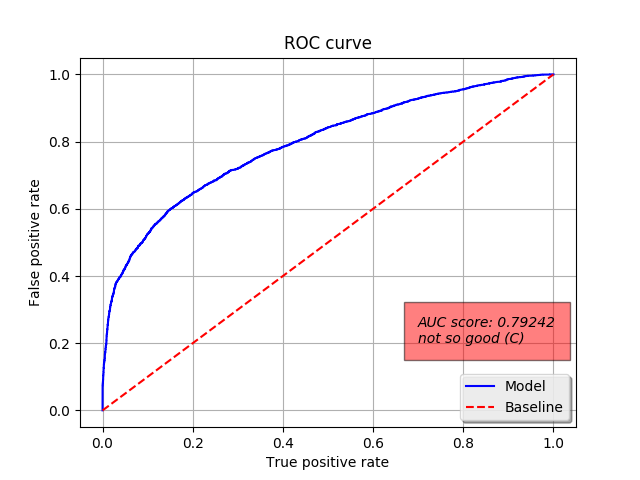 ROC curve
1.0
0.8
0.6
0.4
0.2
0.0
False positive rate
AUC score: 0.79242
not so good (C)
Model
Baseline
0.0 0.2 0.4 0.6 0.8 1.0
True positive rate